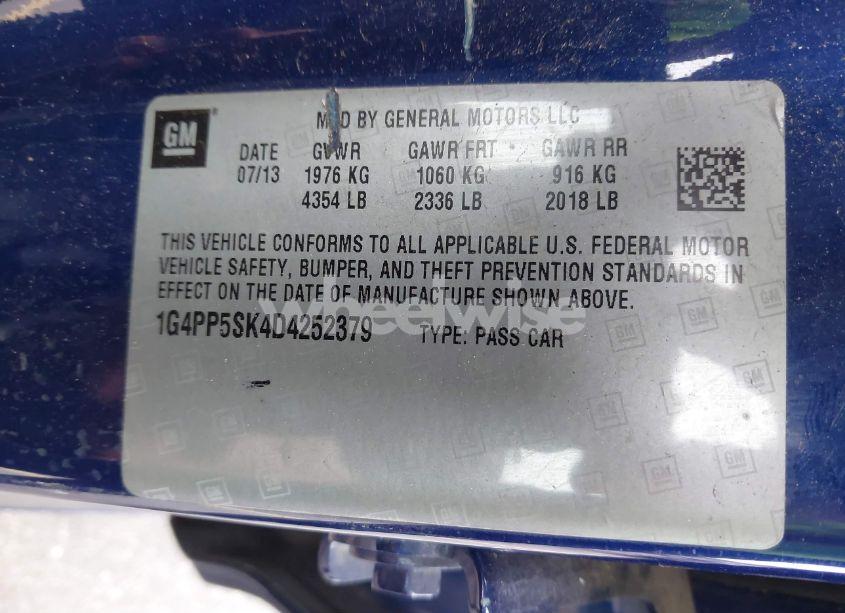 GM
MFD BY GENERAL MOTORS LLC
DATE GVWR GAWR FRT GAWR RR
07/13 1976 KG 1060 KG 916 KG
4354 LB 2336 LB 2018 LB
THIS VEHICLE CONFORMS TO ALL APPLICABLE U.S. FEDERAL MOTOR
VEHICLE SAFETY, BUMPER, AND THEFT PREVENTION STANDARDS IN
EFFECT ON THE DATE OF MANUFACTURE SHOWN ABOVE.
Wheelwise
1G4PP5SK4D4252379 TYPE: PASS CAR